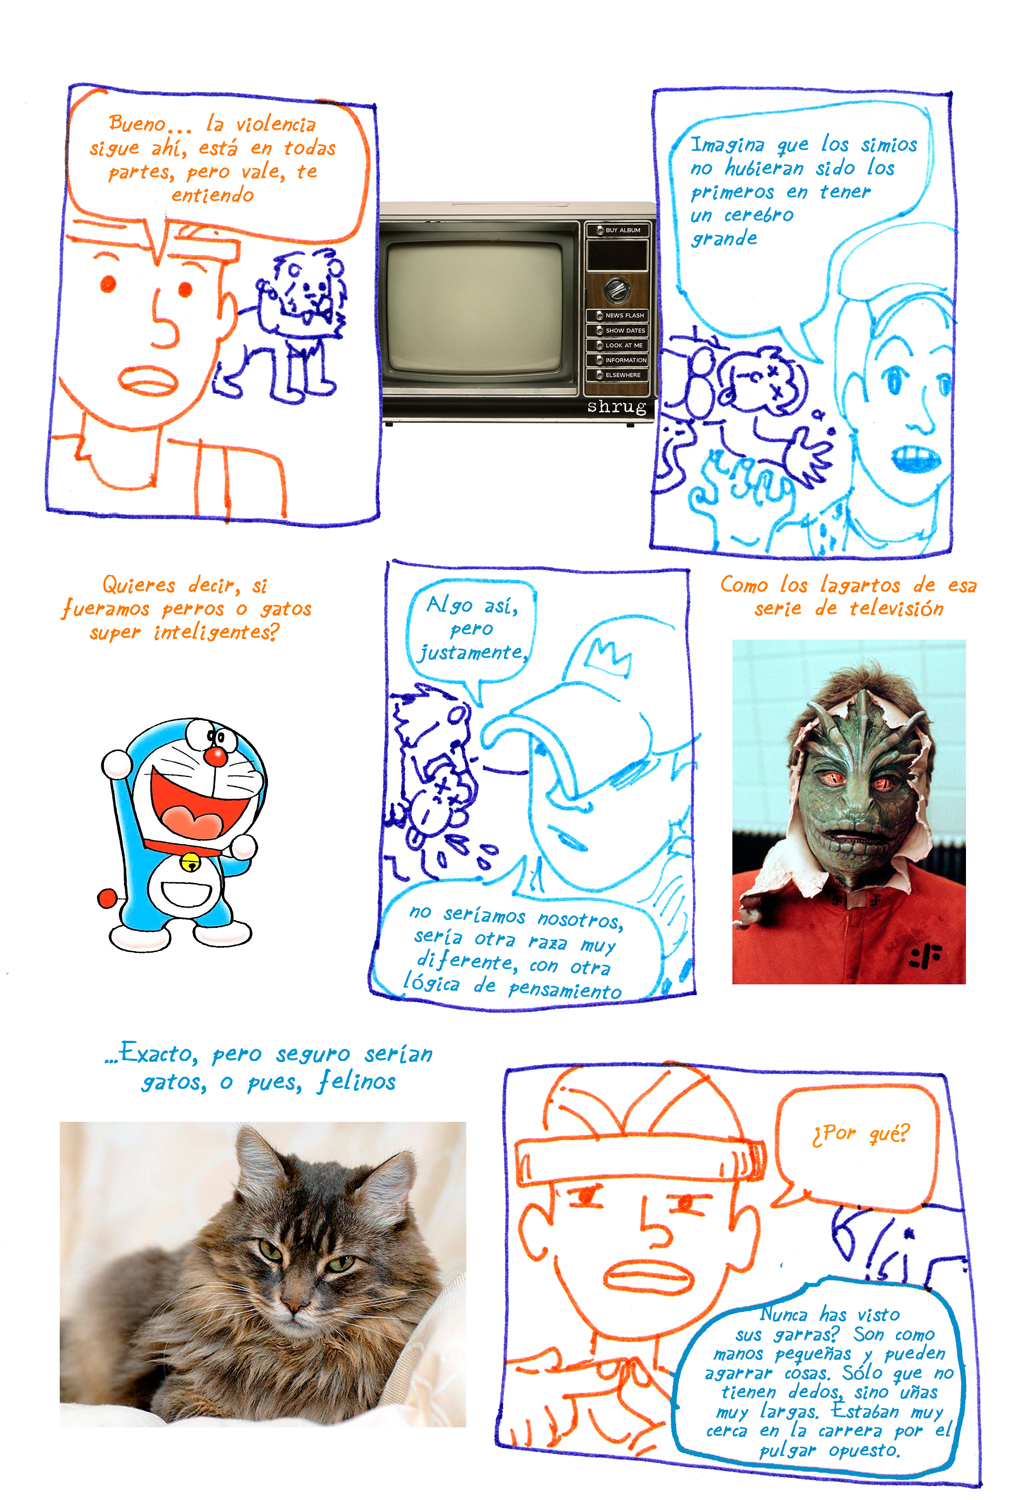 Bueno... la violencia
sigue ahí, está en todas
partes, pero vale, te
entiendo
BUY ALBUM
NEWS FLASH
SHOW DATES
LOOK AT ME
INFORMATION
ELSEWHERE
shrug
Imagina que los simios
no hubieran sido los
primeros en tener
un cerebro
grande
Quieres decir, si
fueramos perros o gatos
super inteligentes?
Algo así,
pero
justamente,
no seríamos nosotros,
sería otra raza muy
diferente, con otra
lógica de pensamiento
Como los lagartos de esa
serie de televisión
...Exacto, pero seguro serían
gatos, o pues, felinos
¿Por qué?
Nunca has visto
sus garras? Son como
manos pequeñas y pueden
agarrar cosas. Sólo que no
tienen dedos, sino uñas
muy largas. Estaban muy
cerca en la carrera por el
pulgar opuesto.